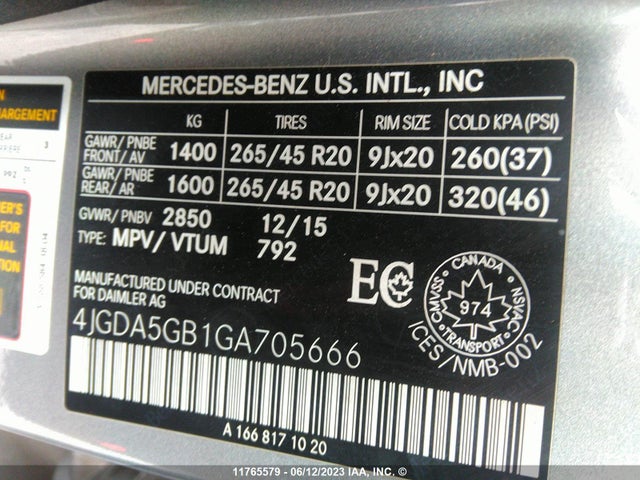 MERCEDES-BENZ U.S. INTL., INC
KG TIRES RIM SIZE COLD KPA (PSI)
GAWR/ PNBE FRONT/ AV 1400 265/45 R20 9Jx20 260(37)
GAWR/ PNBE REAR/ AR 1600 265/45 R20 9Jx20 320(46)
GVWR/ PNBV 2850 12/15
TYPE: MPV/ VTUM 792
MANUFACTURED UNDER CONTRACT
FOR DAIMLER AG
EC
CANADA
CMVSS NSVAC
974
ICES/NMB-002
4JGDA5GB1GA705666
A 166 817 10 20
11765579 - 06/12/2023 IAA, INC. ©